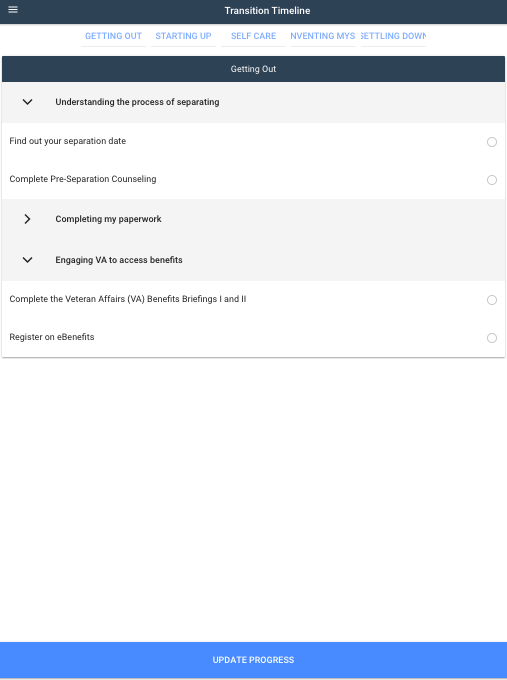 Transition Timeline
GETTING OUT STARTING UP SELF CARE NVENTING MYS ETTLING DOWN
Getting Out
Understanding the process of separating
Find out your separation date
Complete Pre-Separation Counseling
Completing my paperwork
Engaging VA to access benefits
Complete the Veteran Affairs (VA) Benefits Briefings I and II
Register on eBenefits
UPDATE PROGRESS